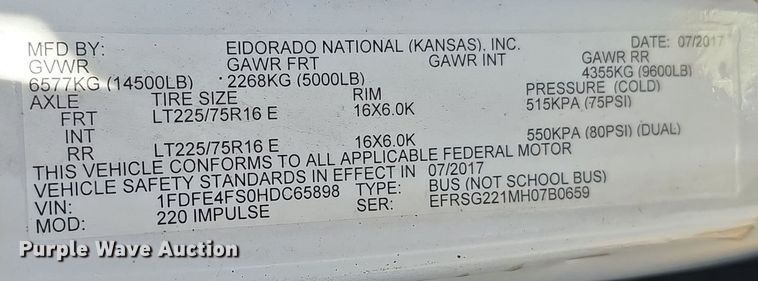 MFD BY: ElDORADO NATIONAL (KANSAS), INC. DATE: 07/2017
GVWR GAWR FRT GAWR INT GAWR RR
6577KG (14500LB) 2268KG (5000LB) 4355KG (9600LB)
AXLE TIRE SIZE RIM PRESSURE (COLD)
FRT LT225/75R16 E 16X6.0K 515KPA (75PSI)
INT
RR LT225/75R16 E 16X6.0K 550KPA (80PSI) (DUAL)
THIS VEHICLE CONFORMS TO ALL APPLICABLE FEDERAL MOTOR
VEHICLE SAFETY STANDARDS IN EFFECT IN 07/2017
VIN: 1FDFE4FS0HDC65898 TYPE: BUS (NOT SCHOOL BUS)
MOD: 220 IMPULSE SER: EFRSG221MH07B0659
Purple Wave Auction